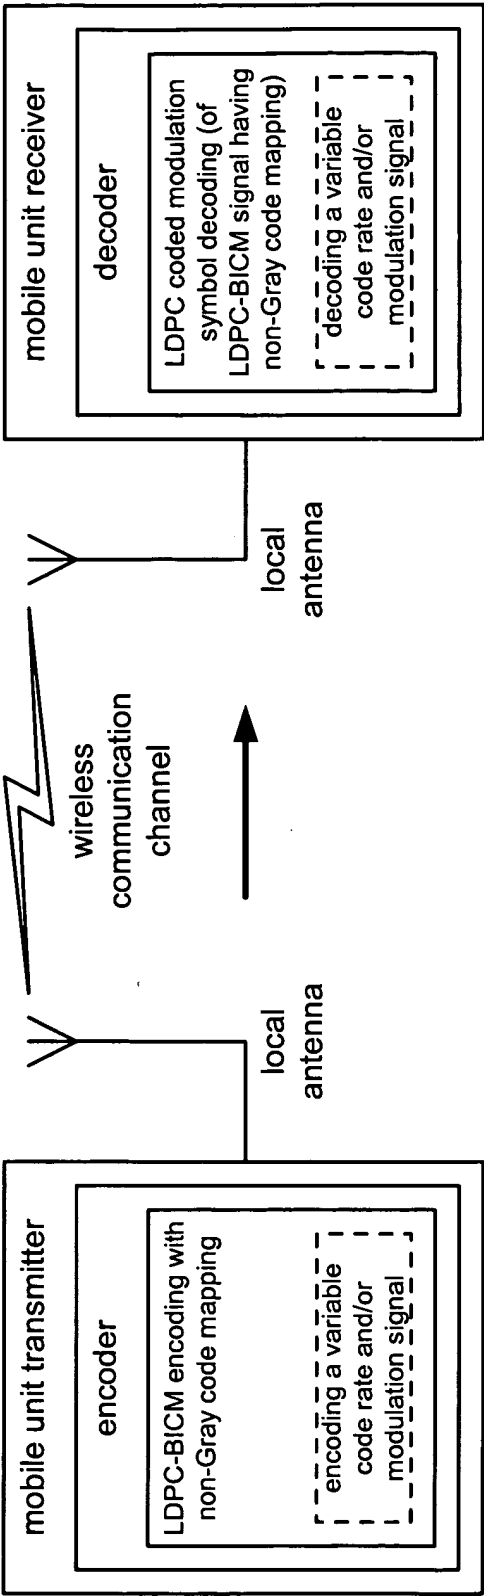 mobile unit transmitter
encoder
LDPC-BICM encoding with
non-Gray code mapping
encoding a variable
code rate and/or
modulation signal
local
antenna
wireless
communication
channel
local
antenna
mobile unit receiver
decoder
LDPC coded modulation
symbol decoding (of
LDPC-BICM signal having
non-Gray code mapping)
decoding a variable
code rate and/or
modulation signal